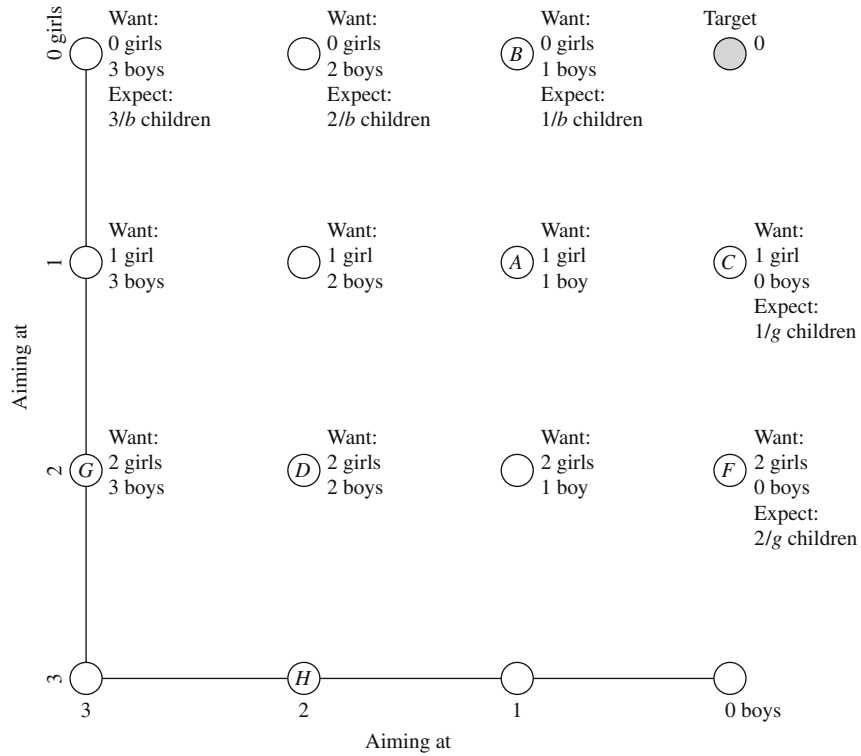 0 girls
Want:
0 girls
3 boys
Expect:
3/b children
Want:
0 girls
2 boys
Expect:
2/b children
B
Want:
0 girls
1 boys
Expect:
1/b children
Target
0
1
Want:
1 girl
3 boys
Want:
1 girl
2 boys
A
Want:
1 girl
1 boy
C
Want:
1 girl
0 boys
Expect:
1/g children
Aiming at
2
G
Want:
2 girls
3 boys
D
Want:
2 girls
2 boys
Want:
2 girls
1 boy
F
Want:
2 girls
0 boys
Expect:
2/g children
3
H
3
2
1
0 boys
Aiming at